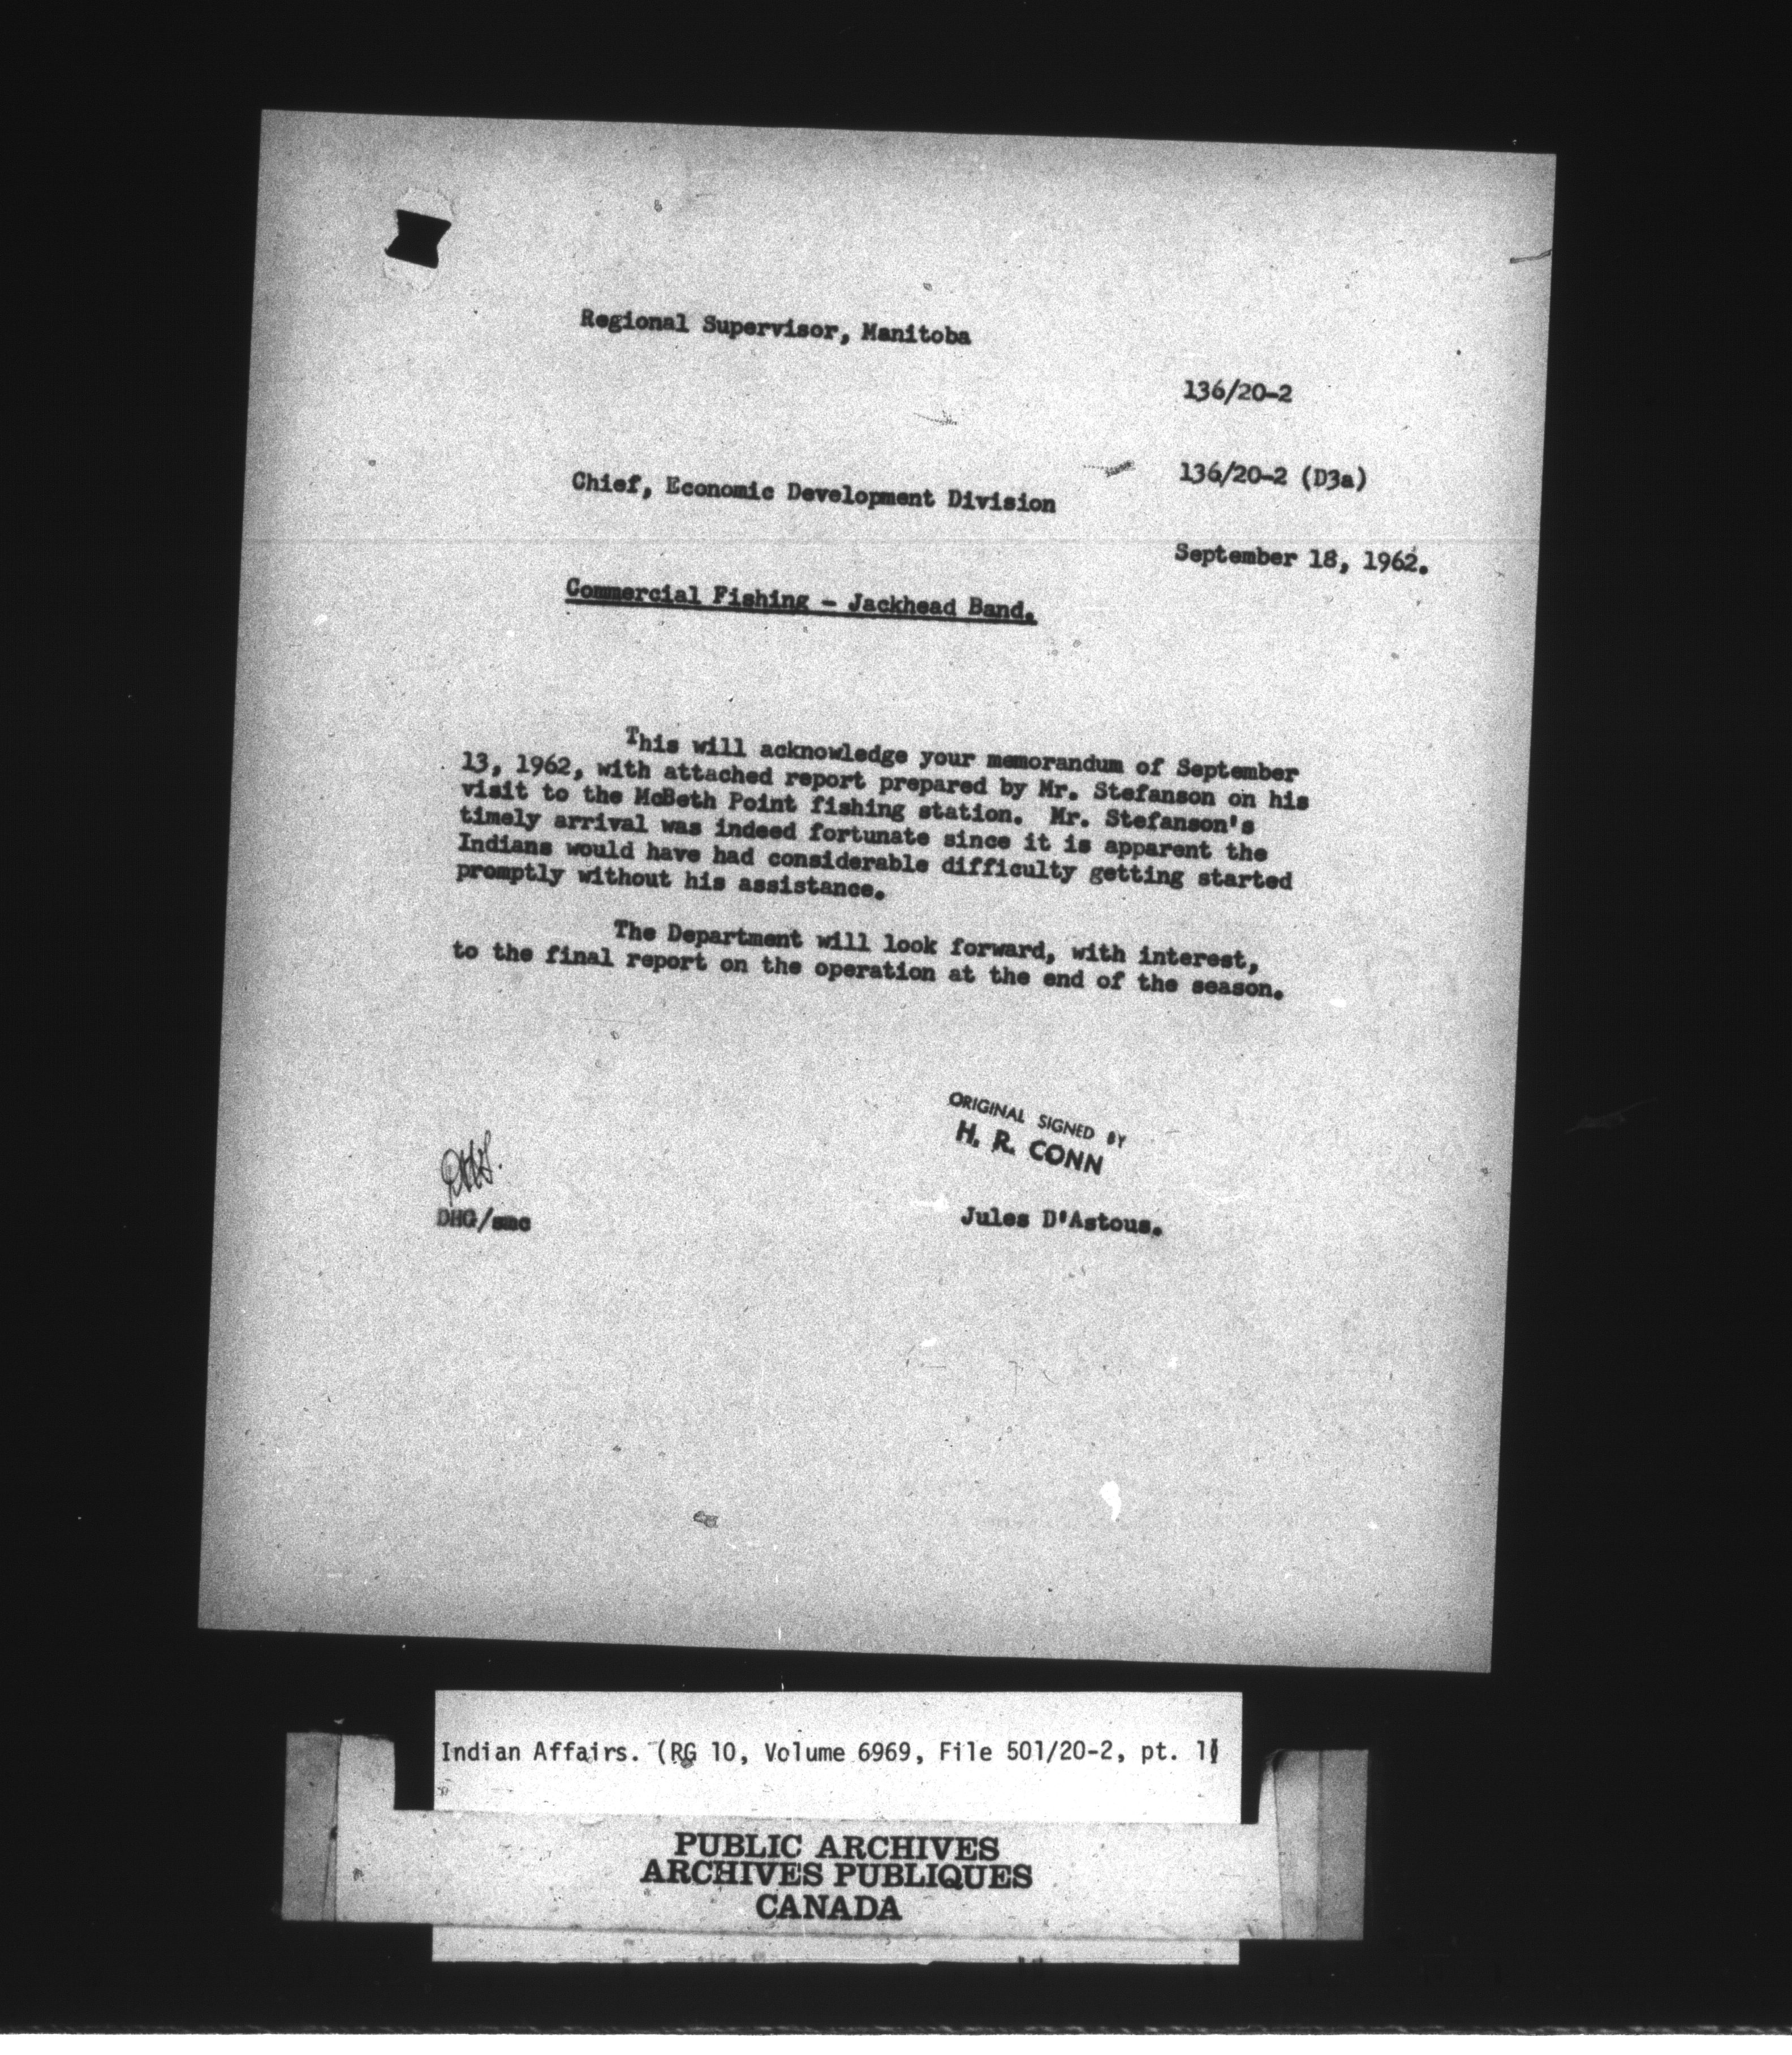 Regional Supervisor, Manitoba
136/20-2
136/20-2 (D3a)
Chief, Economic Development Division
September 18, 1962.
Commercial Fishing - Jackhead Band.
This will acknowledge your memorandum of September
13, 1962, with attached report prepared by Mr. Stefanson on his
visit to the McBeth Point fishing station. Mr. Stefanson's
timely arrival was indeed fortunate since it is apparent the
Indians would have had considerable difficulty getting started
promptly without his assistance.
The Department will look forward, with interest,
to the final report on the operation at the end of the season.
ORIGINAL SIGNED BY
H. R. CONN
DHG/smc
Jules D'Astous.
Indian Affairs. (RG 10, Volume 6969, File 501/20-2, pt. 1)
PUBLIC ARCHIVES
ARCHIVES PUBLIQUES
CANADA